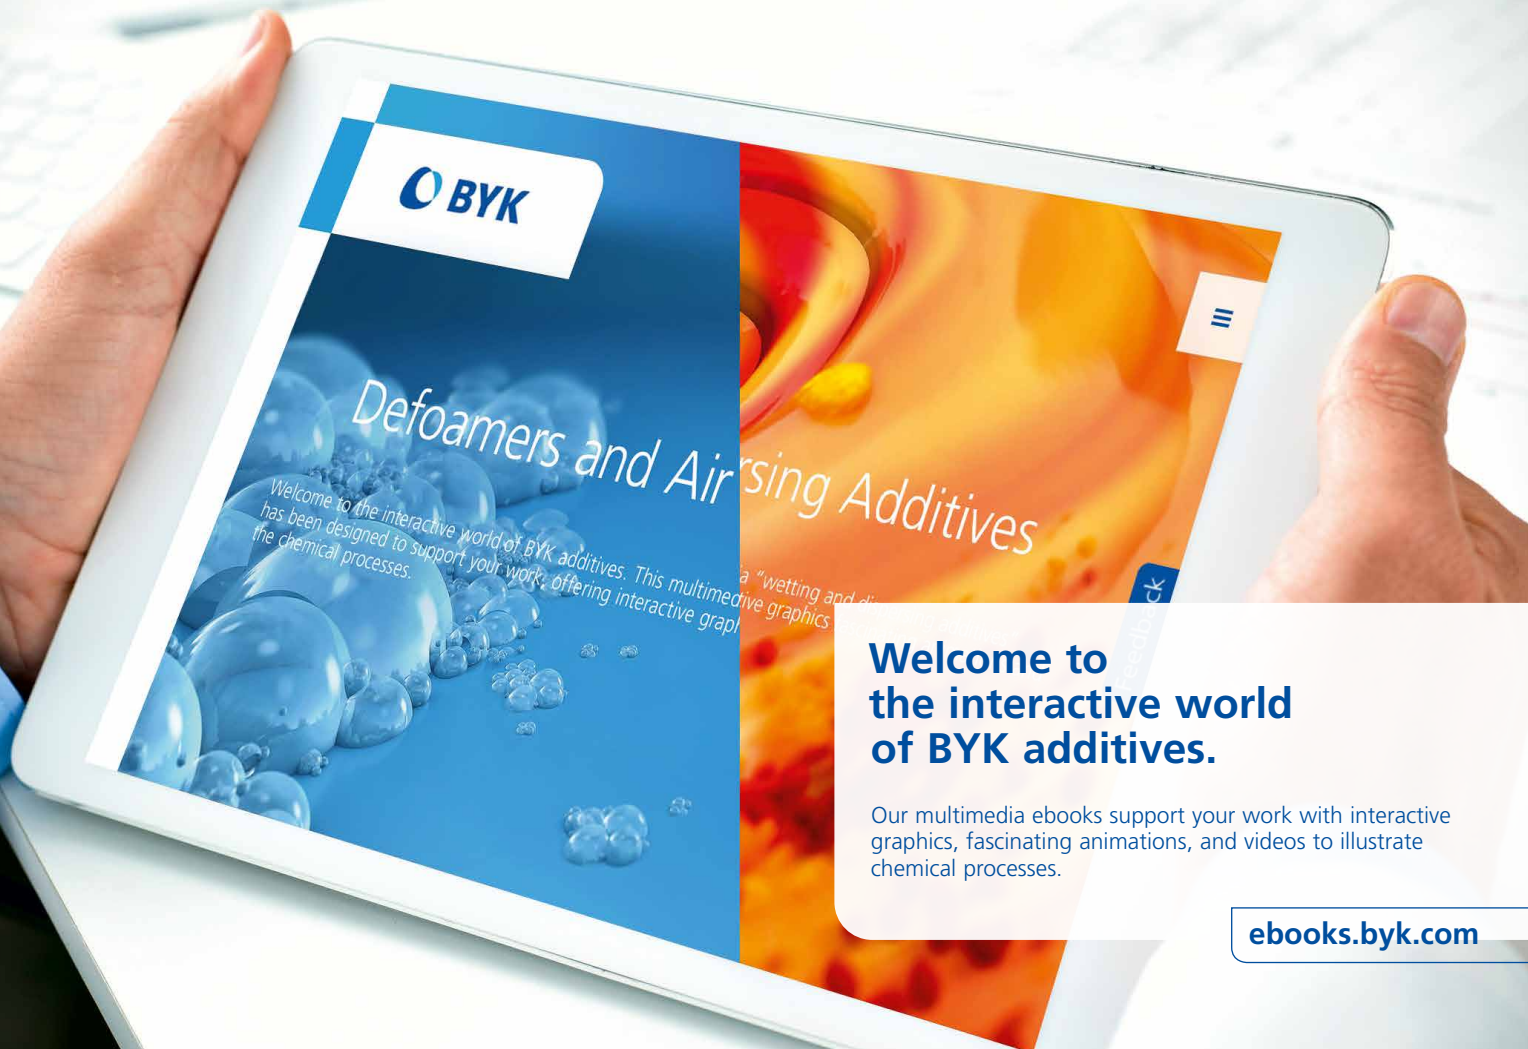 BYK
Defoamers and Air
rsing Additives
Welcome to the interactive world of BYK additives. This multimed
has been designed to support your work, offering interactive graph
the chemical processes.
"wetting and
graphics
Feedback
Welcome to
the interactive world
of BYK additives.
Our multimedia ebooks support your work with interactive
graphics, fascinating animations, and videos to illustrate
chemical processes.
ebooks.byk.com